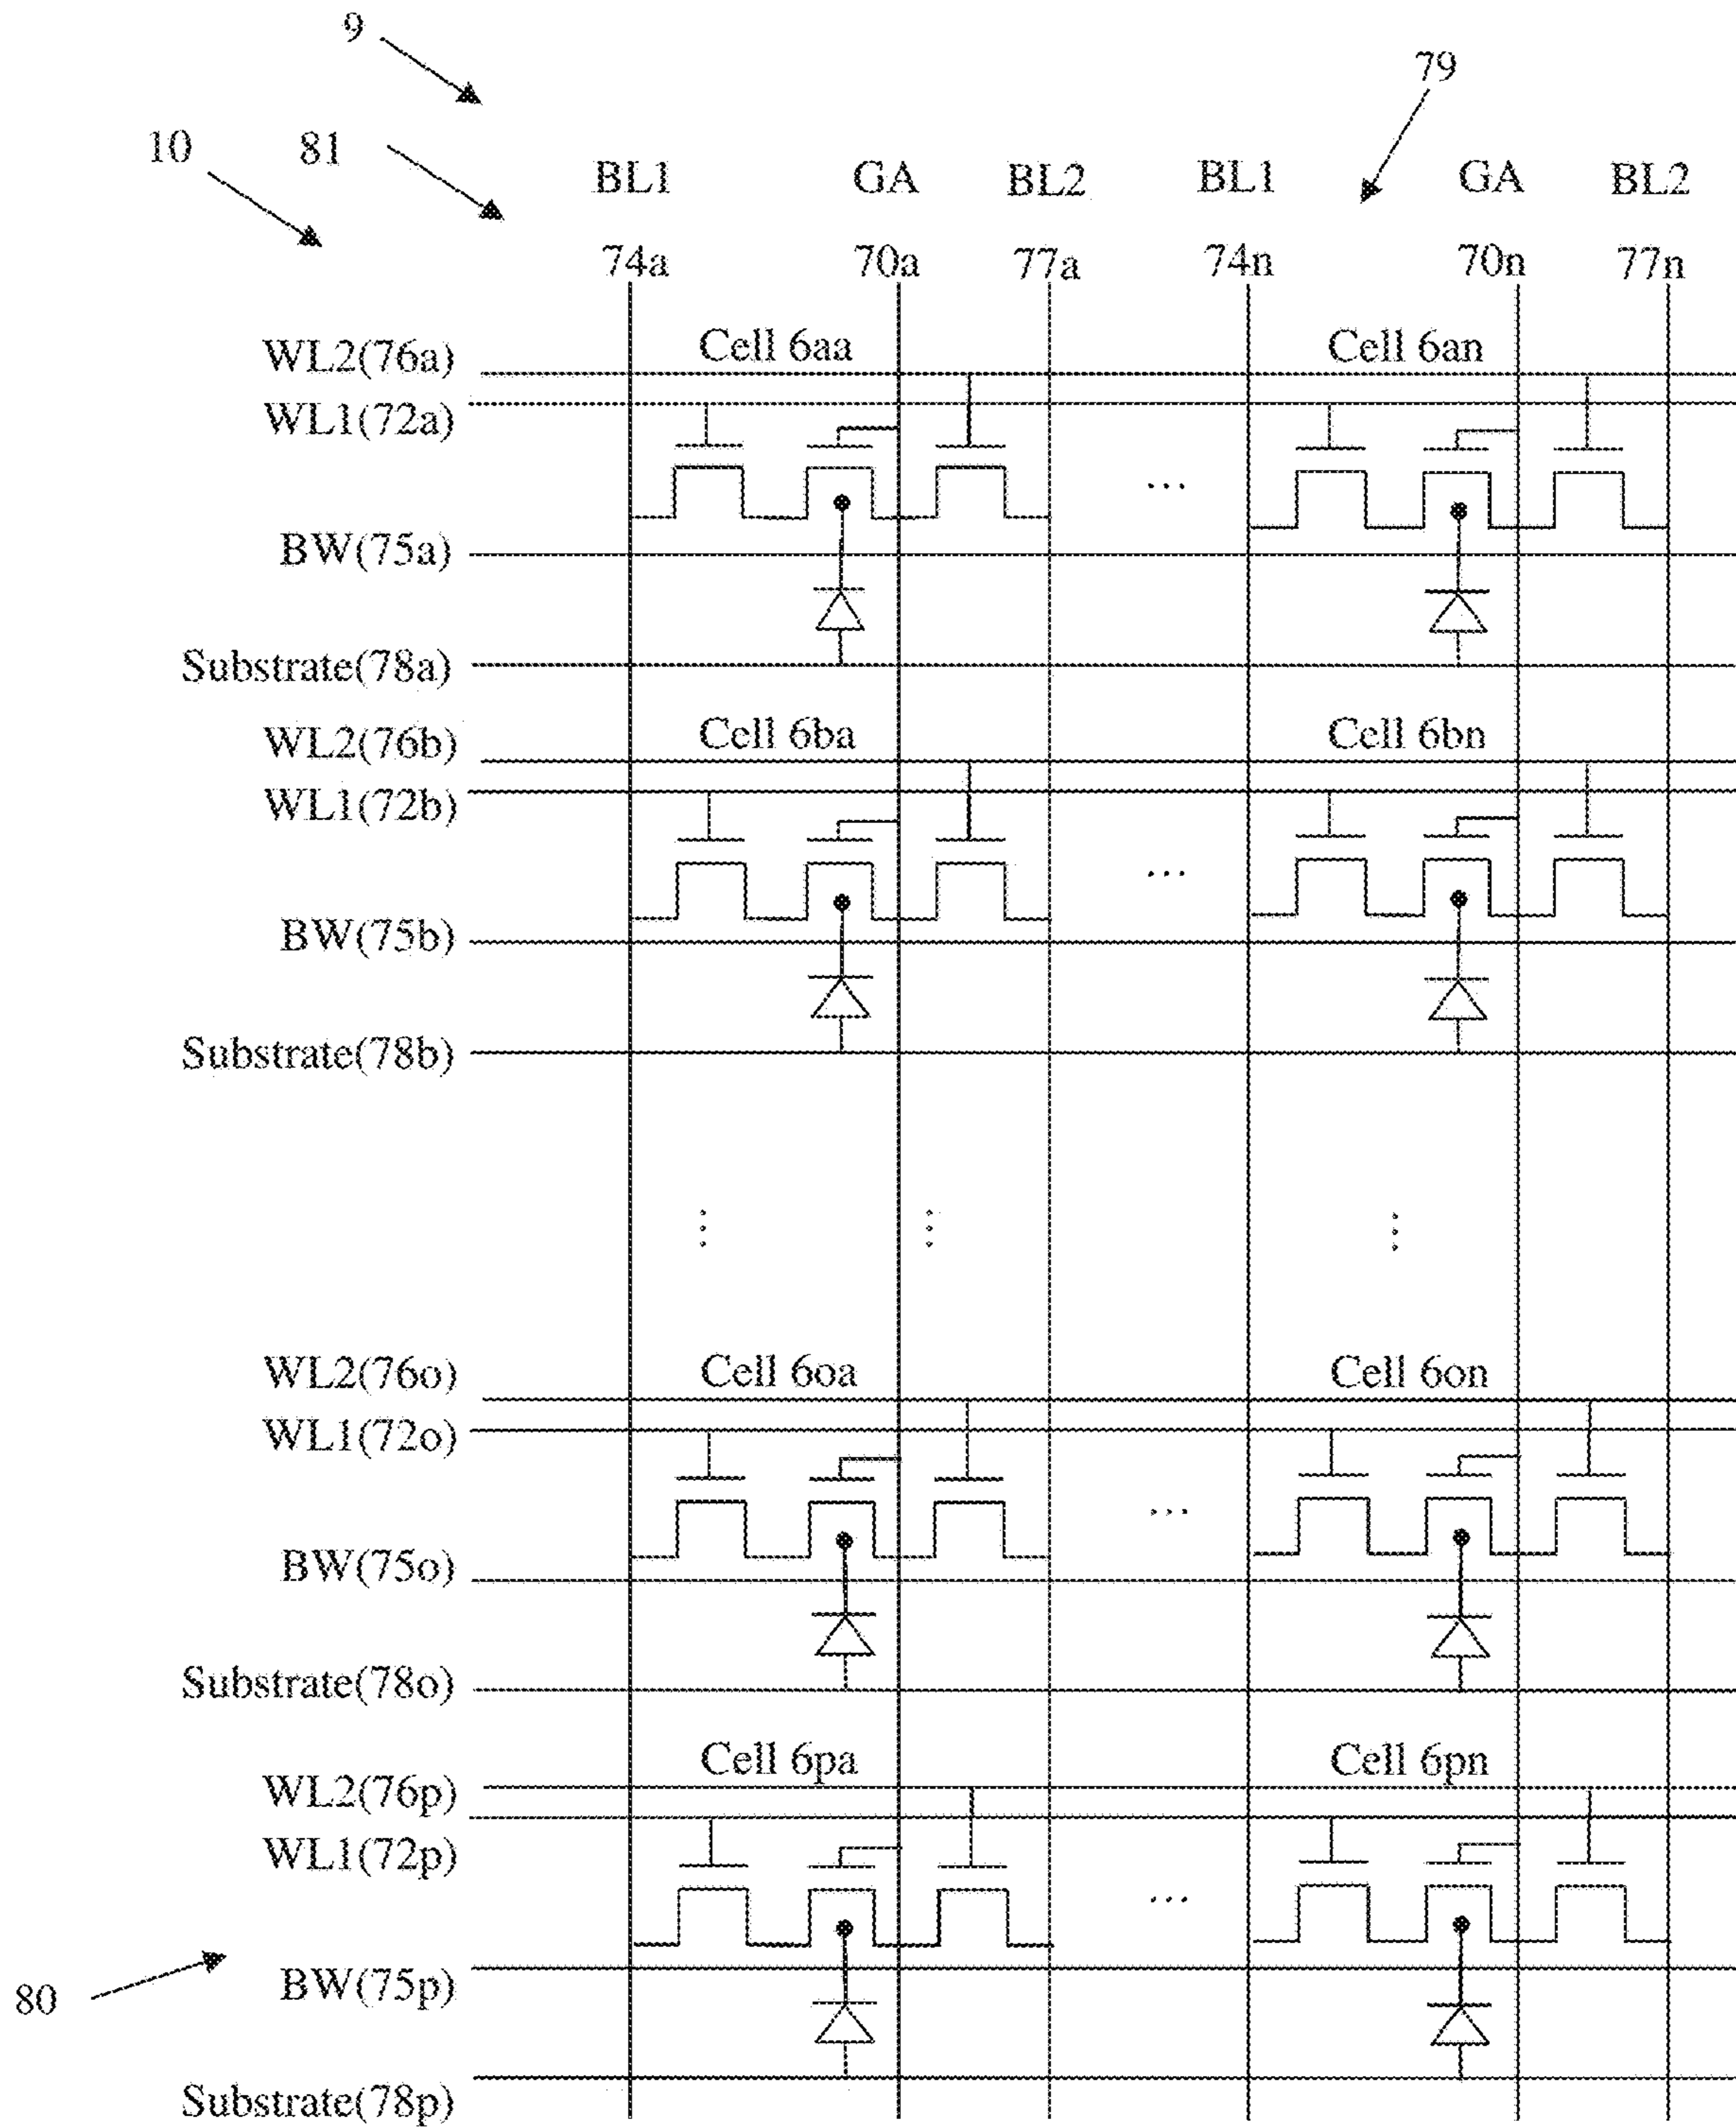 9
79
10
81
BL1 GA BL2 BL1 GA BL2
74a 70a 77a 74n 70n 77n
WL2(76a) Cell 6aa Cell 6an
WL1(72a)
...
BW(75a)
Substrate(78a)
WL2(76b) Cell 6ba Cell 6bn
WL1(72b)
...
BW(75b)
Substrate(78b)
WL2(76o) Cell 6oa Cell 6on
WL1(72o)
...
BW(75o)
Substrate(78o)
WL2(76p) Cell 6pa Cell 6pn
WL1(72p)
...
BW(75p)
80
Substrate(78p)